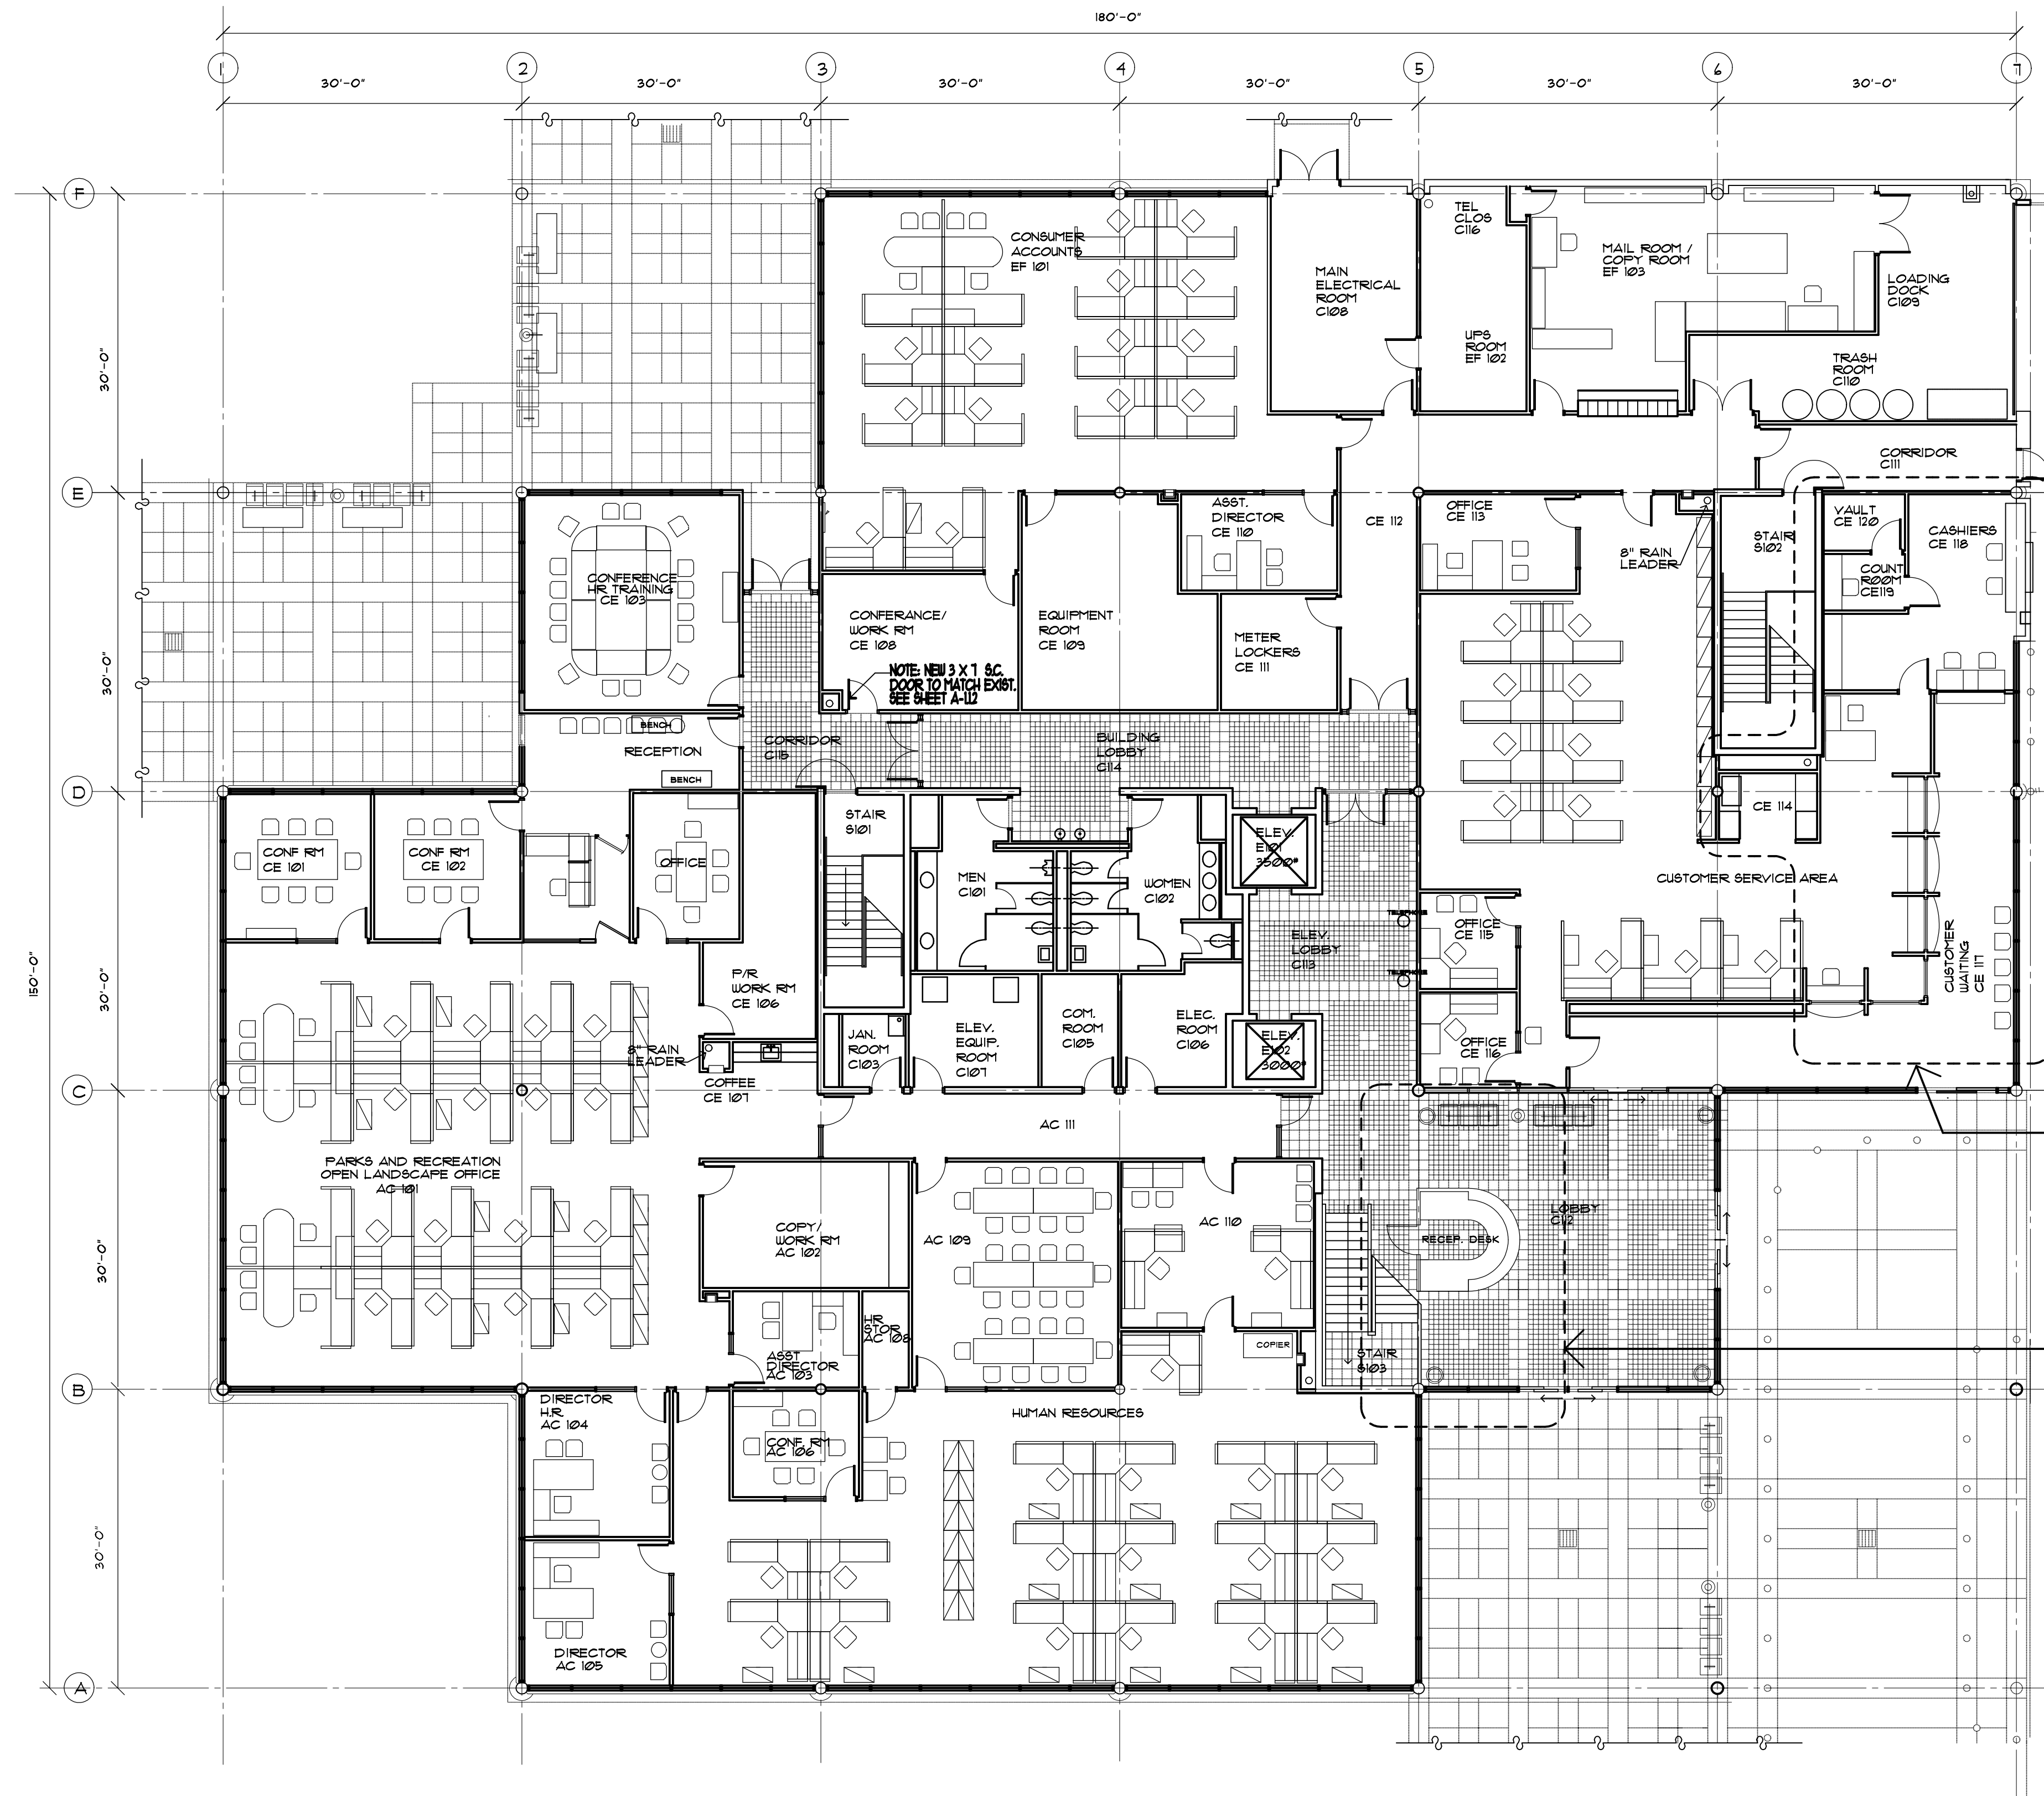 180'-0"
1
2
3
4
5
6
7
30'-0"
30'-0"
30'-0"
30'-0"
30'-0"
30'-0"
F
E
D
C
B
A
150'-0"
30'-0"
30'-0"
30'-0"
30'-0"
30'-0"
CONSUMER
ACCOUNTS
EF 101
MAIN
ELECTRICAL
ROOM
C108
TEL
CLOS
C116
UPS
ROOM
EF 102
MAIL ROOM /
COPY ROOM
EF 103
LOADING
DOCK
C109
TRASH
ROOM
C110
CORRIDOR
C111
CONFERENCE
HR TRAINING
CE 103
CONFERANCE/
WORK RM
CE 108
NOTE: NEW 3 X 7 S.C.
DOOR TO MATCH EXIST.
SEE SHEET A-1.12
EQUIPMENT
ROOM
CE 109
ASST.
DIRECTOR
CE 110
METER
LOCKERS
CE 111
CE 112
OFFICE
CE 113
8" RAIN
LEADER
STAIR
S102
VAULT
CE 120
CASHIERS
CE 118
COUNT
ROOM
CE119
BENCH
RECEPTION
BENCH
CORRIDOR
C115
BUILDING
LOBBY
C114
CE 114
CUSTOMER SERVICE AREA
CUSTOMER
WAITING
CE 117
CONF RM
CE 101
CONF RM
CE 102
OFFICE
STAIR
S101
MEN
C101
WOMEN
C102
ELEV.
E101
3500#
TELEPHONE
ELEV.
LOBBY
C113
TELEPHONE
OFFICE
CE 115
OFFICE
CE 116
P/R
WORK RM
CE 106
8" RAIN
LEADER
COFFEE
CE 107
JAN.
ROOM
C103
ELEV.
EQUIP.
ROOM
C107
COM.
ROOM
C105
ELEC.
ROOM
C106
ELEV.
E102
3000#
AC 111
PARKS AND RECREATION
OPEN LANDSCAPE OFFICE
AC 101
COPY/
WORK RM
AC 102
AC 109
AC 110
LOBBY
C112
RECEP. DESK
COPIER
STAIR
S103
ASST
DIRECTOR
AC 103
HR
STOR
AC 108
DIRECTOR
H.R
AC 104
CONF. RM
AC 106
HUMAN RESOURCES
DIRECTOR
AC 105